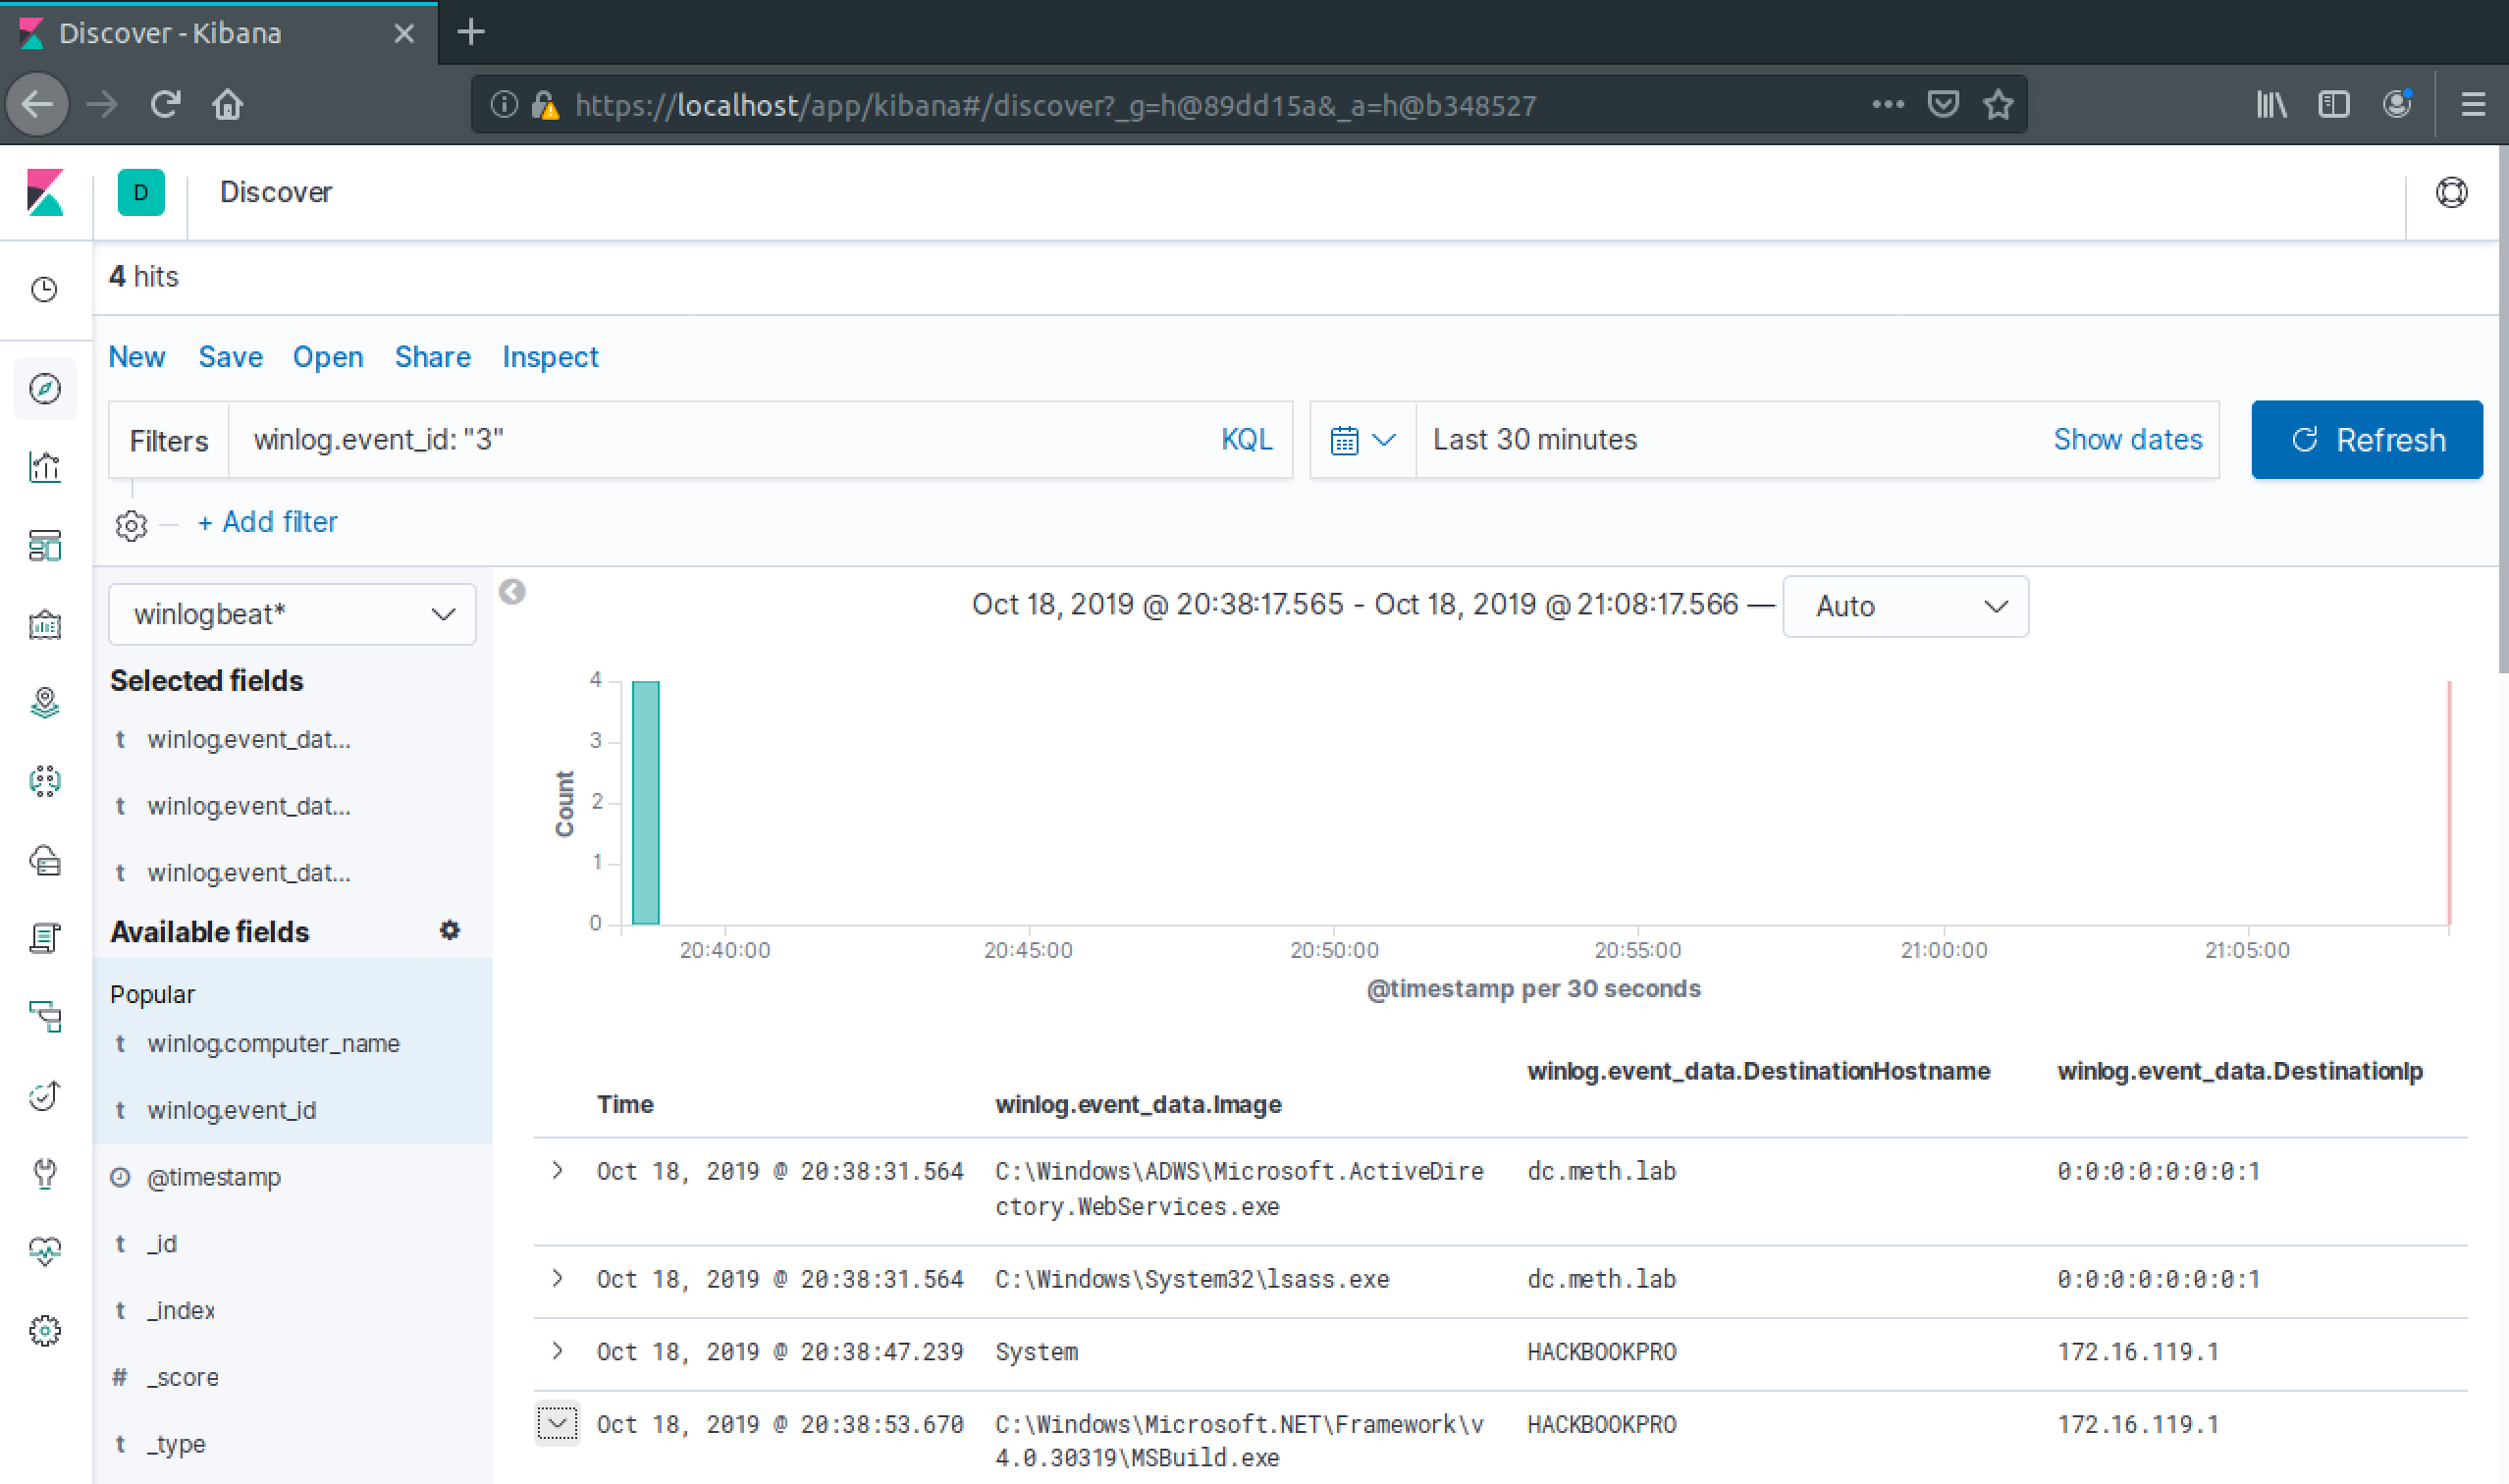 Discover - Kibana
https://localhost/app/kibana#/discover?_g=h@89dd15a&_a=h@b348527
D
Discover
4 hits
New Save Open Share Inspect
Filters winlog.event_id: "3" KQL
Last 30 minutes Show dates
Refresh
+ Add filter
winlogbeat*
Selected fields
t winlog.event_dat...
t winlog.event_dat...
t winlog.event_dat...
Available fields
Popular
t winlog.computer_name
t winlog.event_id
@timestamp
t _id
t _index
# _score
t _type
Oct 18, 2019 @ 20:38:17.565 - Oct 18, 2019 @ 21:08:17.566 — Auto
4
3
2
1
0
Count
20:40:00 20:45:00 20:50:00 20:55:00 21:00:00 21:05:00
@timestamp per 30 seconds
Time winlog.event_data.Image winlog.event_data.DestinationHostname winlog.event_data.DestinationIp
Oct 18, 2019 @ 20:38:31.564 C:\Windows\ADWS\Microsoft.ActiveDire dc.meth.lab 0:0:0:0:0:0:0:1
ctory.WebServices.exe
Oct 18, 2019 @ 20:38:31.564 C:\Windows\System32\lsass.exe dc.meth.lab 0:0:0:0:0:0:0:1
Oct 18, 2019 @ 20:38:47.239 System HACKBOOKPRO 172.16.119.1
Oct 18, 2019 @ 20:38:53.670 C:\Windows\Microsoft.NET\Framework\v HACKBOOKPRO 172.16.119.1
4.0.30319\MSBuild.exe